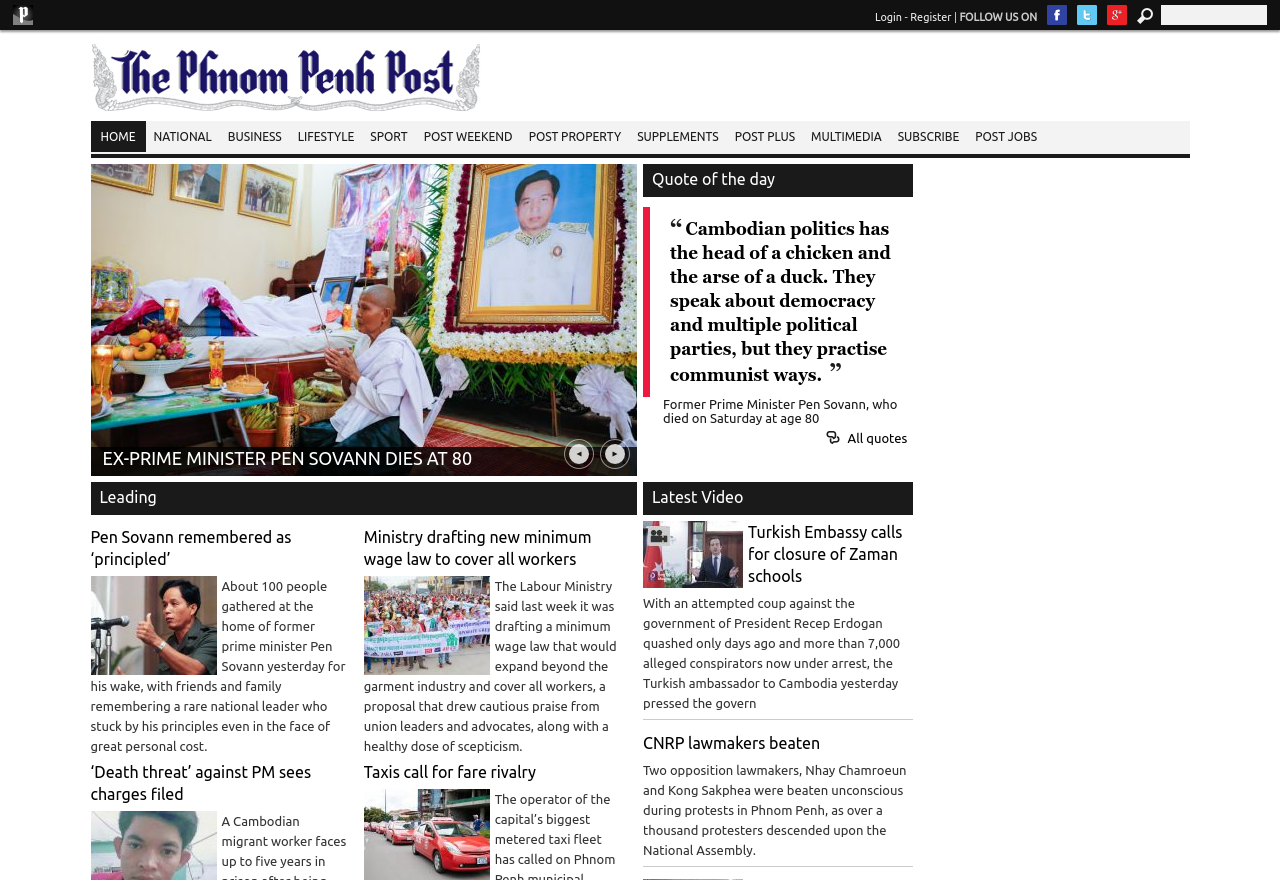 Login - Register | FOLLOW US ON
The Phnom Penh Post
HOME NATIONAL BUSINESS LIFESTYLE SPORT POST WEEKEND POST PROPERTY SUPPLEMENTS POST PLUS MULTIMEDIA SUBSCRIBE POST JOBS
EX-PRIME MINISTER PEN SOVANN DIES AT 80
Quote of the day
“ Cambodian politics has
the head of a chicken and
the arse of a duck. They
speak about democracy
and multiple political
parties, but they practise
communist ways. ”
Former Prime Minister Pen Sovann, who
died on Saturday at age 80
All quotes
Leading
Pen Sovann remembered as
‘principled’
About 100 people
gathered at the
home of former
prime minister Pen
Sovann yesterday for
his wake, with friends and family
remembering a rare national leader who
stuck by his principles even in the face of
great personal cost.
‘Death threat’ against PM sees
charges filed
A Cambodian
migrant worker faces
up to five years in
prison after being
Ministry drafting new minimum
wage law to cover all workers
The Labour Ministry
said last week it was
drafting a minimum
wage law that would
expand beyond the
garment industry and cover all workers, a
proposal that drew cautious praise from
union leaders and advocates, along with a
healthy dose of scepticism.
Taxis call for fare rivalry
The operator of the
capital’s biggest
metered taxi fleet
has called on Phnom
Penh municipal
Latest Video
Turkish Embassy calls
for closure of Zaman
schools
With an attempted coup against the
government of President Recep Erdogan
quashed only days ago and more than 7,000
alleged conspirators now under arrest, the
Turkish ambassador to Cambodia yesterday
pressed the govern
CNRP lawmakers beaten
Two opposition lawmakers, Nhay Chamroeun
and Kong Sakphea were beaten unconscious
during protests in Phnom Penh, as over a
thousand protesters descended upon the
National Assembly.